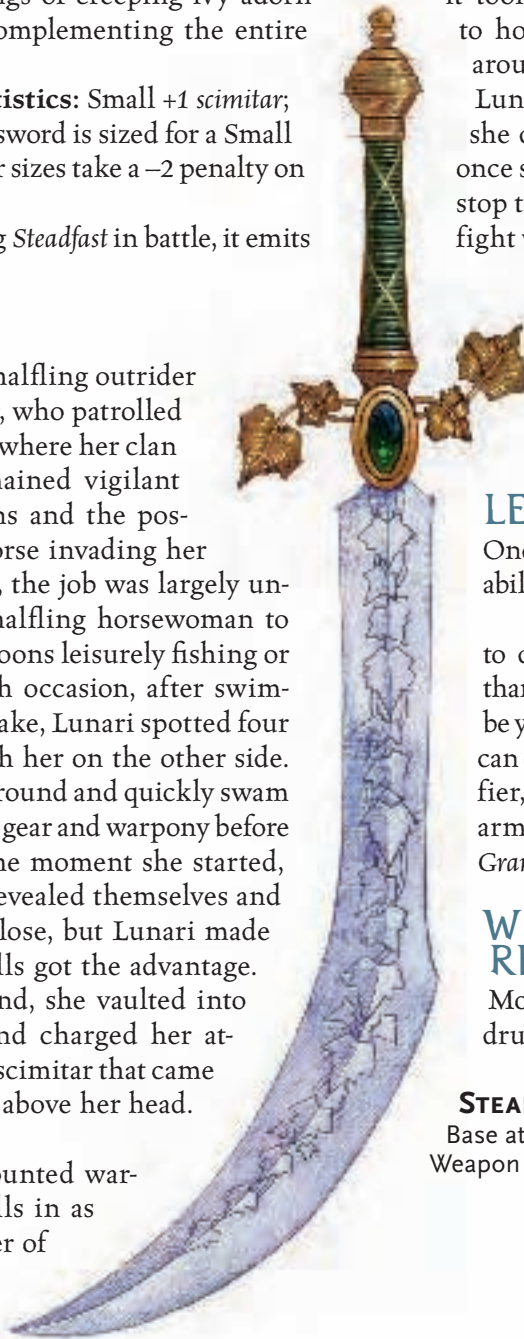 gs of creeping ivy adorn
omplementing the entire
istics: Small +1 scimitar;
sword is sized for a Small
r sizes take a –2 penalty on
g Steadfast in battle, it emits
halfling outrider
, who patrolled
where her clan
ained vigilant
ns and the pos-
orse invading her
, the job was largely un-
halfling horsewoman to
oons leisurely fishing or
h occasion, after swim-
ake, Lunari spotted four
h her on the other side.
round and quickly swam
gear and warpony before
he moment she started,
evealed themselves and
lose, but Lunari made
lls got the advantage.
nd, she vaulted into
nd charged her at-
scimitar that came
above her head.
ounted war-
lls in as
er of
to ho
arou
Lun
she c
once s
stop t
fight
LE
One
abil
to c
than
be y
can
fier,
arm
Gran
W
RE
Mo
dru
STEA
Base at
Weapon